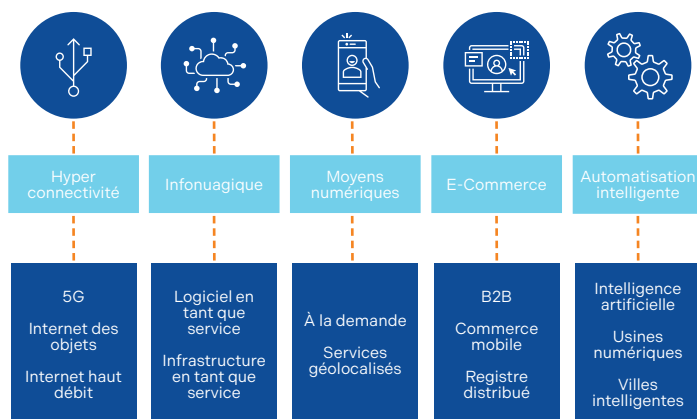 Hyper
connectivité
Infonuagique
Moyens
numériques
E-Commerce
Automatisation
intelligente
5G
Internet des
objets
Internet haut
débit
Logiciel en
tant que
service
Infrastructure
en tant que
service
À la demande
Services
géolocalisés
B2B
Commerce
mobile
Registre
distribué
Intelligence
artificielle
Usines
numériques
Villes
intelligentes